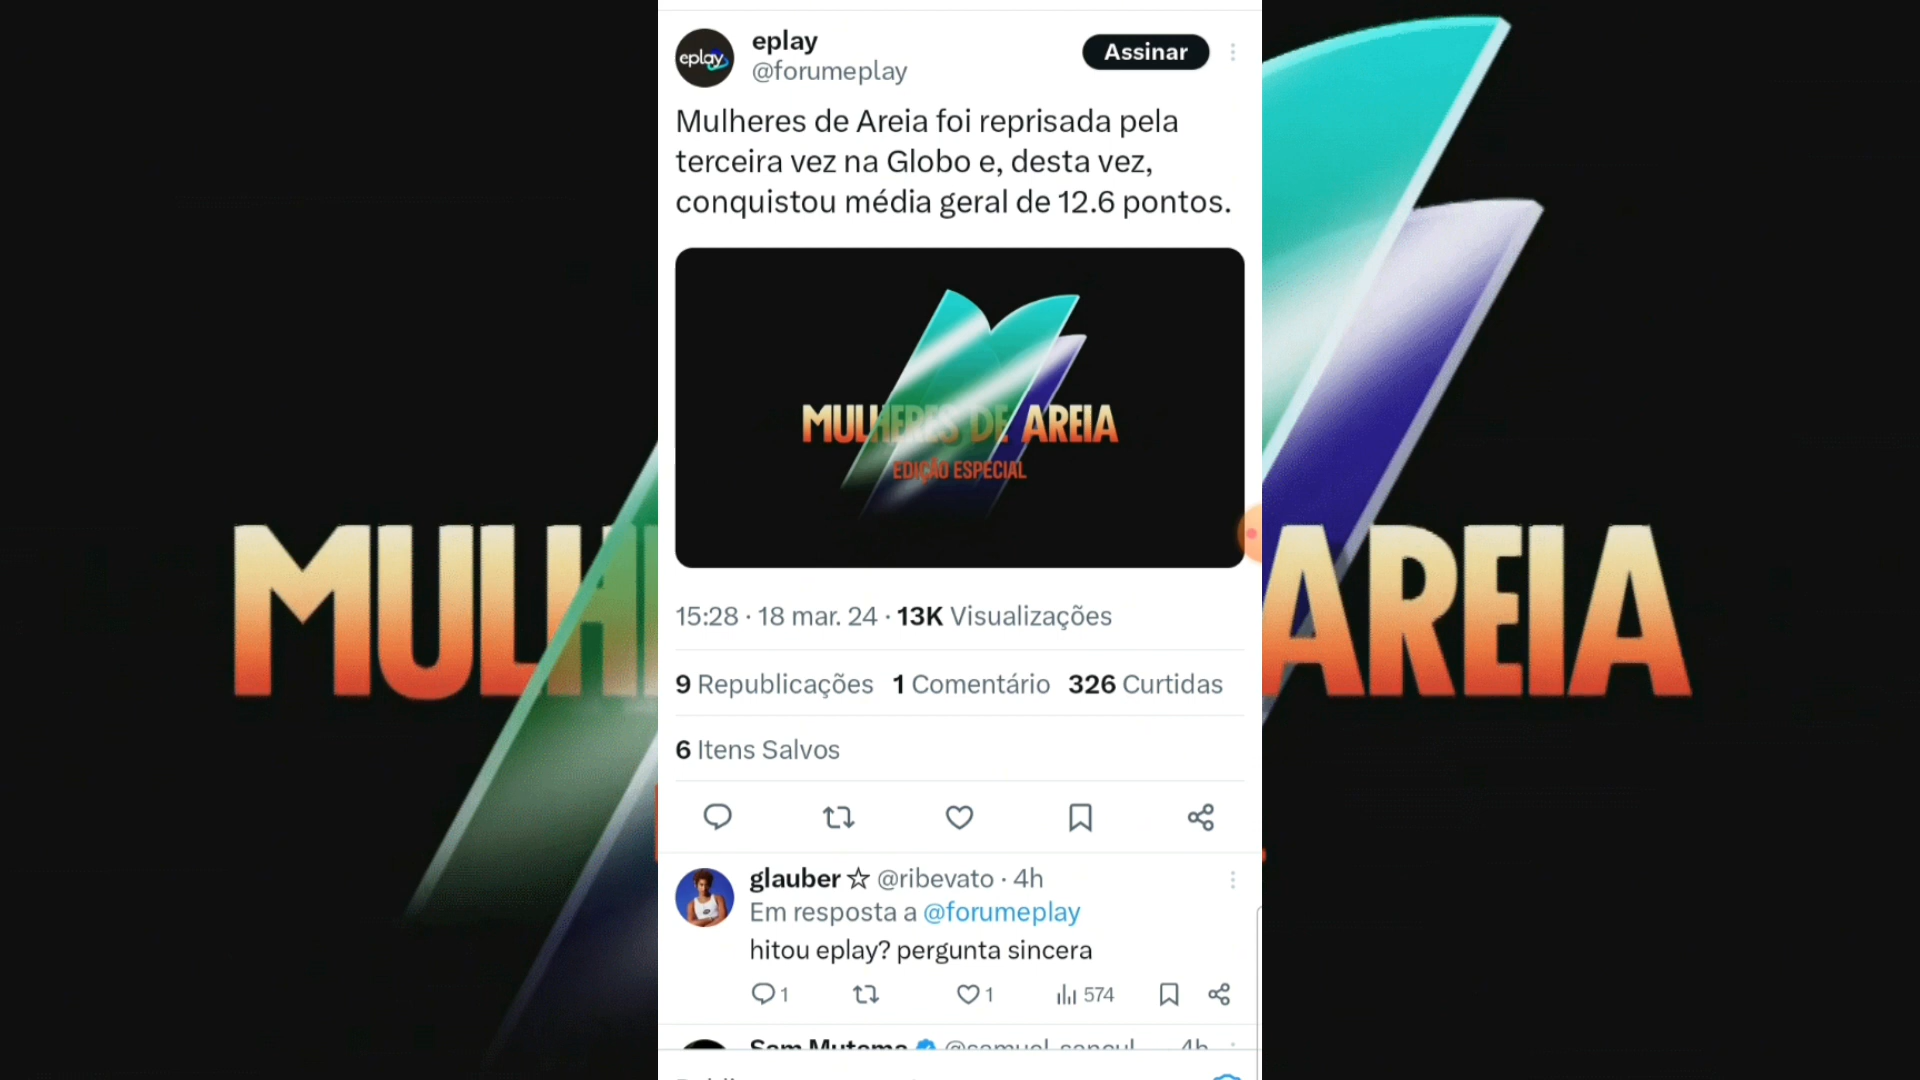 eplay
eplay
@forumeplay
Assinar
Mulheres de Areia foi reprisada pela
terceira vez na Globo e, desta vez,
conquistou média geral de 12.6 pontos.
MULHERES DE AREIA
EDIÇÃO ESPECIAL
15:28 · 18 mar. 24 · 13K Visualizações
9 Republicações 1 Comentário 326 Curtidas
6 Itens Salvos
glauber ☆ @ribevato · 4h
Em resposta a @forumeplay
hitou eplay? pergunta sincera
1 1 574
4h
MULH
AREIA